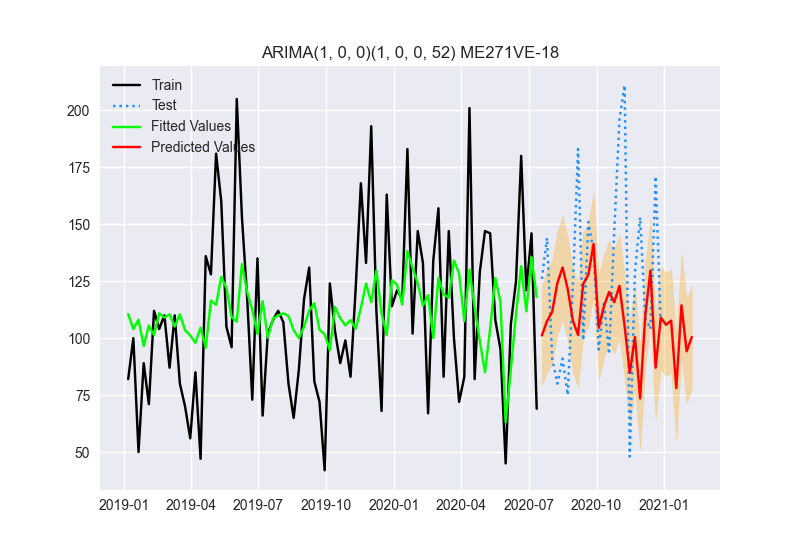 ARIMA(1, 0, 0)(1, 0, 0, 52) ME271VE-18
Train
Test
Fitted Values
Predicted Values
200
175
150
125
100
75
50
2019-01 2019-04 2019-07 2019-10 2020-01 2020-04 2020-07 2020-10 2021-01